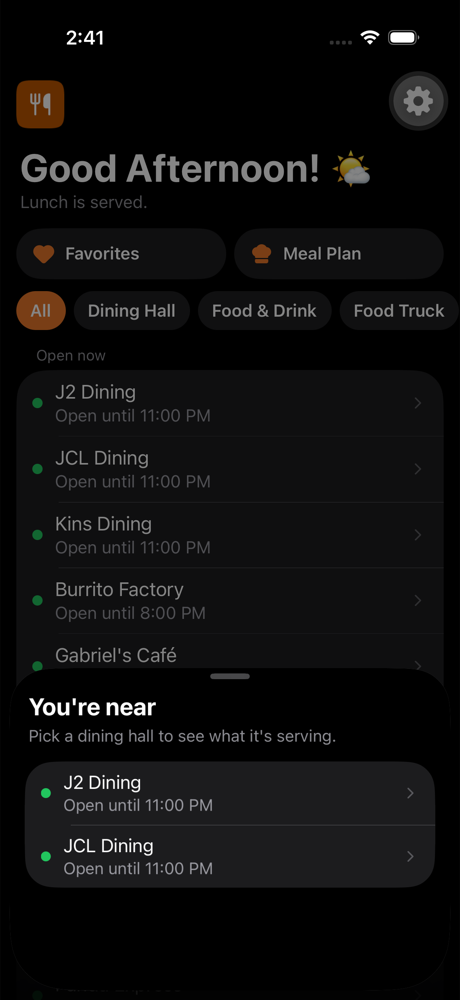 2:41
Good Afternoon! 🌤️
Lunch is served.
Favorites
Meal Plan
All
Dining Hall
Food & Drink
Food Truck
Open now
J2 Dining
Open until 11:00 PM
JCL Dining
Open until 11:00 PM
Kins Dining
Open until 11:00 PM
Burrito Factory
Open until 8:00 PM
Gabriel's Café
You're near
Pick a dining hall to see what it's serving.
J2 Dining
Open until 11:00 PM
JCL Dining
Open until 11:00 PM